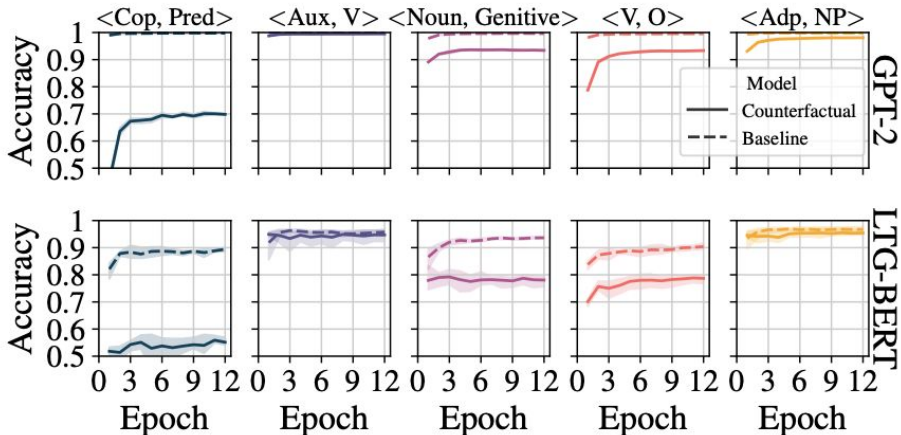 <Cop, Pred> <Aux, V> <Noun, Genitive> <V, O> <Adp, NP>
Accuracy
1
0.9
0.8
0.7
0.6
0.5
Model
Counterfactual
Baseline
GPT-2
Accuracy
1
0.9
0.8
0.7
0.6
0.5
LTG-BERT
0 3 6 9 12 0 3 6 9 12 0 3 6 9 12 0 3 6 9 12 0 3 6 9 12
Epoch Epoch Epoch Epoch Epoch